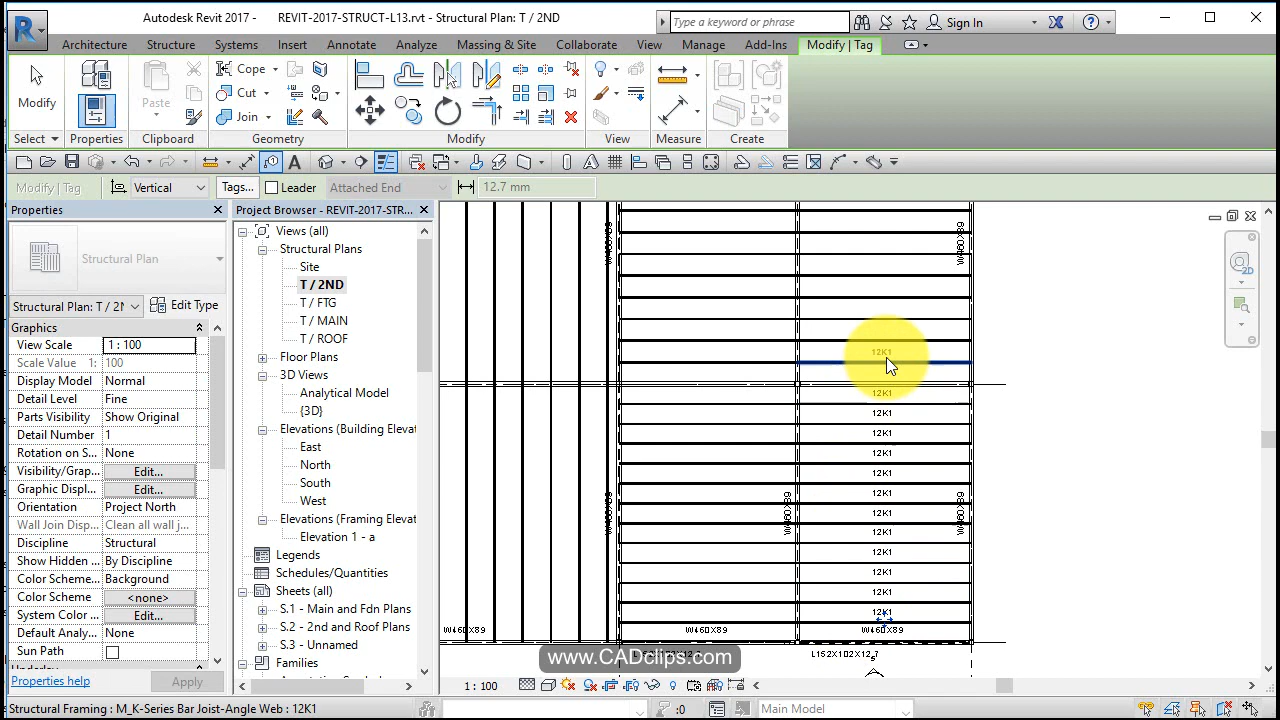 Autodesk Revit 2017 - REVIT-2017-STRUCT-L13.rvt - Structural Plan: T / 2ND
Type a keyword or phrase
Sign In
Architecture Structure Systems Insert Annotate Analyze Massing & Site Collaborate View Manage Add-Ins Modify | Tag
Modify Paste Cope Cut Join
Select Properties Clipboard Geometry Modify View Measure Create
Modify | Tag Vertical Tags... Leader Attached End 12.7 mm
Properties
Structural Plan
Structural Plan: T / 2N Edit Type
Graphics
View Scale 1 : 100
Scale Value 1: 100
Display Model Normal
Detail Level Fine
Parts Visibility Show Original
Detail Number 1
Rotation on S... None
Visibility/Grap... Edit...
Graphic Displ... Edit...
Orientation Project North
Wall Join Disp... Clean all wall j...
Discipline Structural
Show Hidden ... By Discipline
Color Scheme... Background
Color Scheme <none>
System Color ... Edit...
Default Analy... None
Sun Path
Underlay
Properties help Apply
Project Browser - REVIT-2017-STR...
Views (all)
Structural Plans
Site
T / 2ND
T / FTG
T / MAIN
T / ROOF
Floor Plans
3D Views
Analytical Model
{3D}
Elevations (Building Elevat
East
North
South
West
Elevations (Framing Elevat
Elevation 1 - a
Legends
Schedules/Quantities
Sheets (all)
S.1 - Main and Fdn Plans
S.2 - 2nd and Roof Plans
S.3 - Unnamed
Families
W460X89
W460X89
12K1
12K1
12K1
12K1
12K1
12K1
12K1
12K1
12K1
12K1
12K1
12K1
12K1
W460X89
W460X89
W460X89
W460X89
W460X89
W460X89
L152X102X12.7
L152X102X12.7
2D
www.CADclips.com
1 : 100
Structural Framing : M_K-Series Bar Joist-Angle Web : 12K1
:0
Main Model